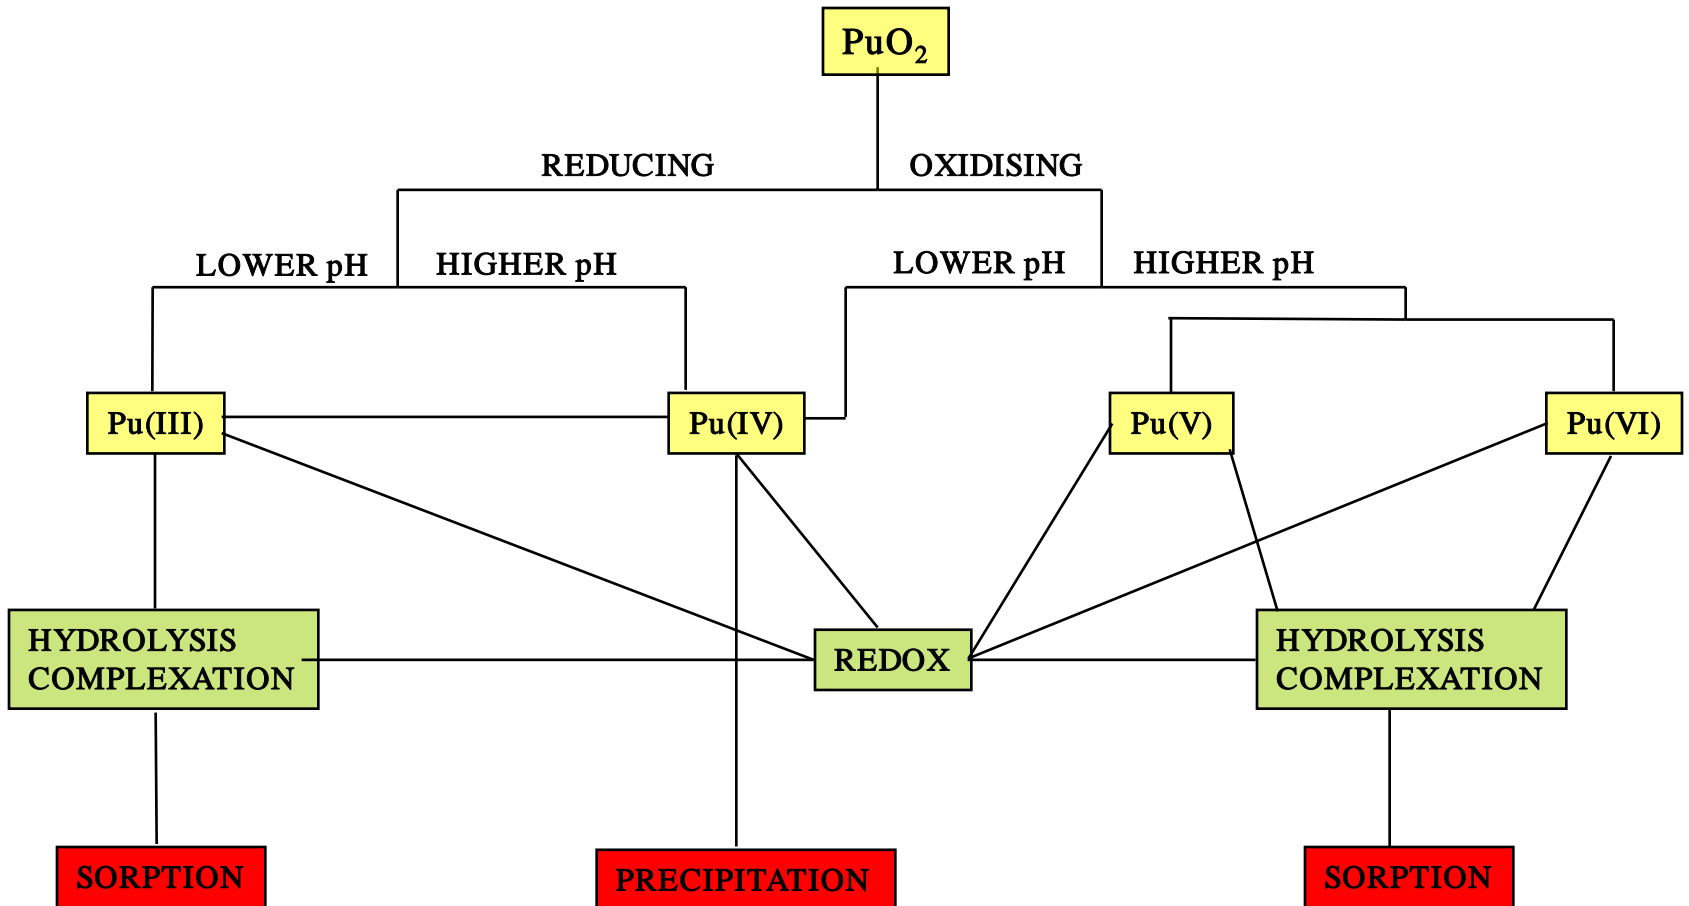 PuO₂
REDUCING
OXIDISING
LOWER pH
HIGHER pH
LOWER pH
HIGHER pH
Pu(III)
Pu(IV)
Pu(V)
Pu(VI)
HYDROLYSIS
COMPLEXATION
REDOX
HYDROLYSIS
COMPLEXATION
SORPTION
PRECIPITATION
SORPTION